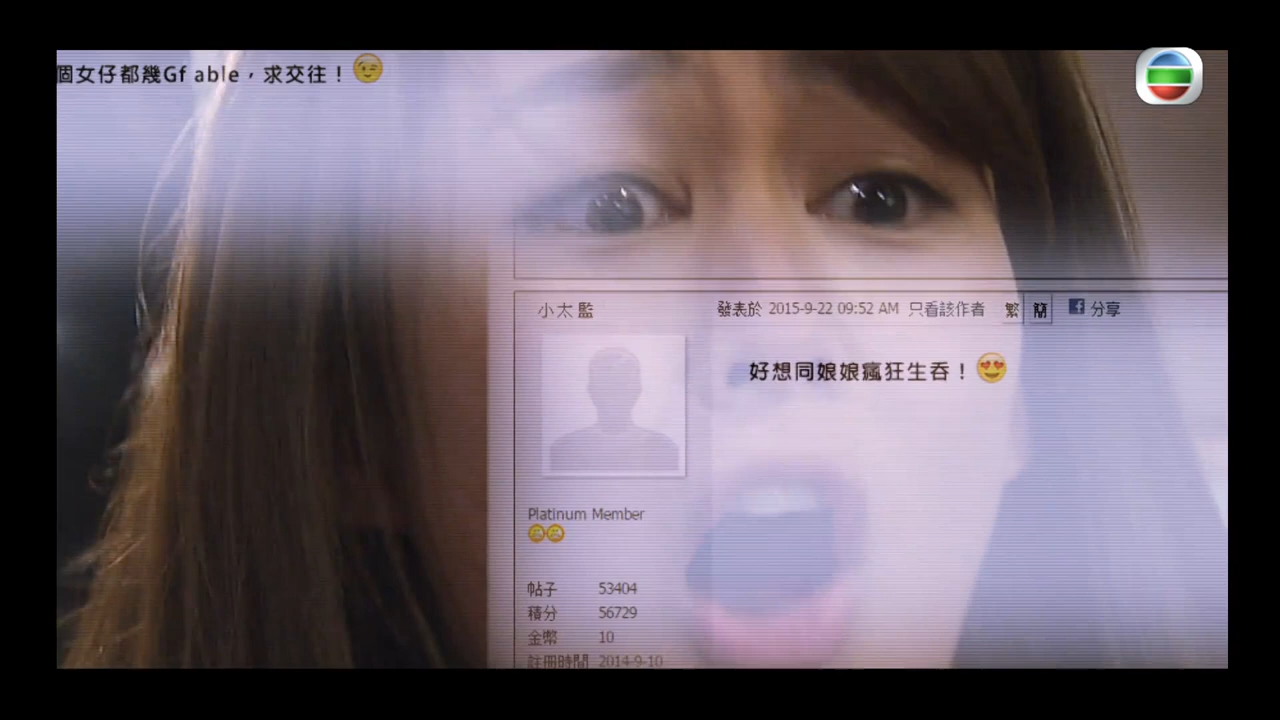 個女仔都幾Gf able，求交往！😉
小太監
發表於 2015-9-22 09:52 AM 只看該作者 繁 簡 分享
好想同娘娘瘋狂生吞！😍
Platinum Member
帖子 53404
積分 56729
金幣 10
註冊時間 2014-9-10